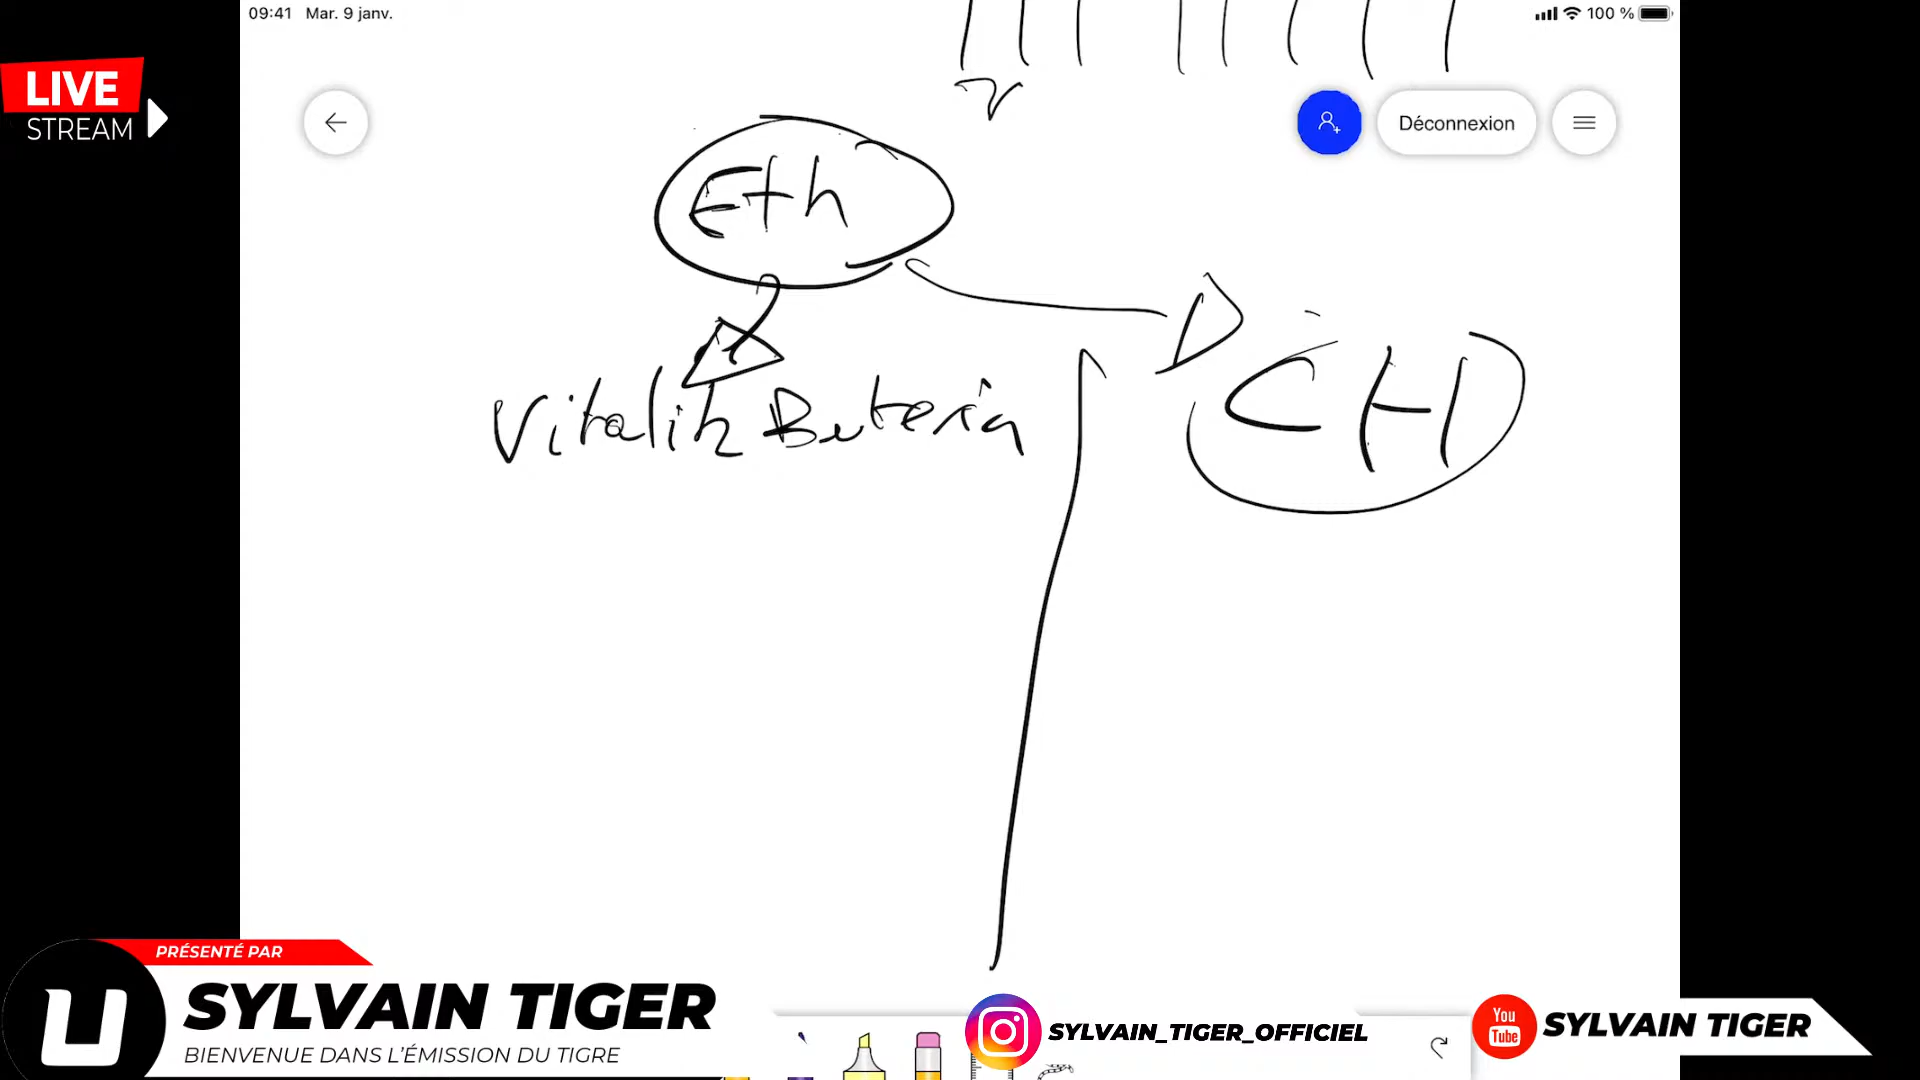 09:41 Mar. 9 janv.
100 %
LIVE
STREAM
Déconnexion
Eth
Vitalik Buterin
CH
PRÉSENTÉ PAR
SYLVAIN TIGER
BIENVENUE DANS L'ÉMISSION DU TIGRE
SYLVAIN_TIGER_OFFICIEL
You
Tube
SYLVAIN TIGER